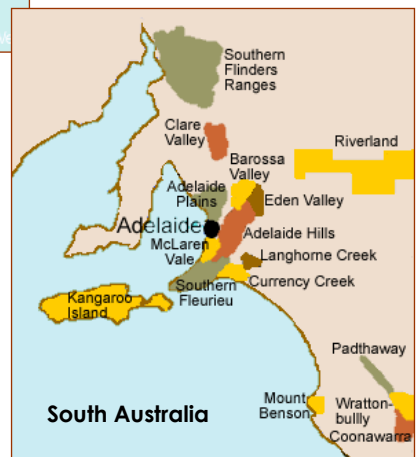 Southern
Flinders
Ranges
Clare
Valley
Riverland
Barossa
Valley
Adelaide
Plains
Eden Valley
Adelaide
Adelaide Hills
McLaren
Vale
Langhorne Creek
Southern
Fleurieu
Currency Creek
Kangaroo
Island
Padthaway
Mount
Benson
Wratton-
bullly
Coonawarra
South Australia